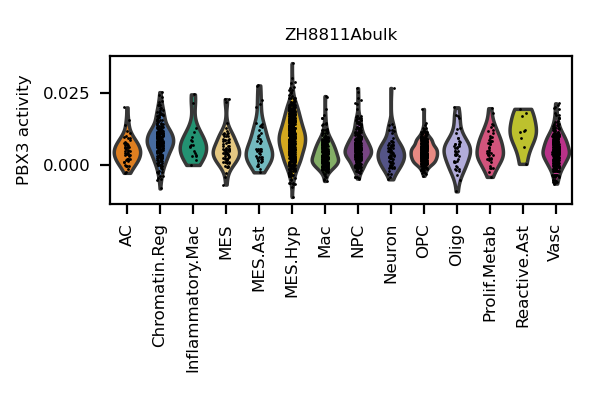 ZH8811Abulk
PBX3 activity
0.025
0.000
AC
Chromatin.Reg
Inflammatory.Mac
MES
MES.Ast
MES.Hyp
Mac
NPC
Neuron
OPC
Oligo
Prolif.Metab
Reactive.Ast
Vasc